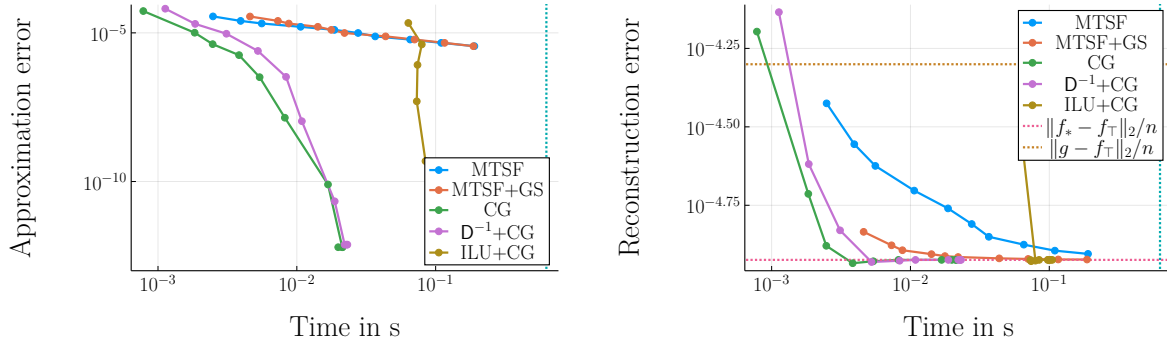 Approximation error
10^{-5}
10^{-10}
10^{-3}
10^{-2}
10^{-1}
Time in s
MTSF
MTSF+GS
CG
D^{-1}+CG
ILU+CG
Reconstruction error
10^{-4.25}
10^{-4.50}
10^{-4.75}
10^{-3}
10^{-2}
10^{-1}
Time in s
MTSF
MTSF+GS
CG
D^{-1}+CG
ILU+CG
‖f_* − f_⊤‖_2/n
‖g − f_⊤‖_2/n